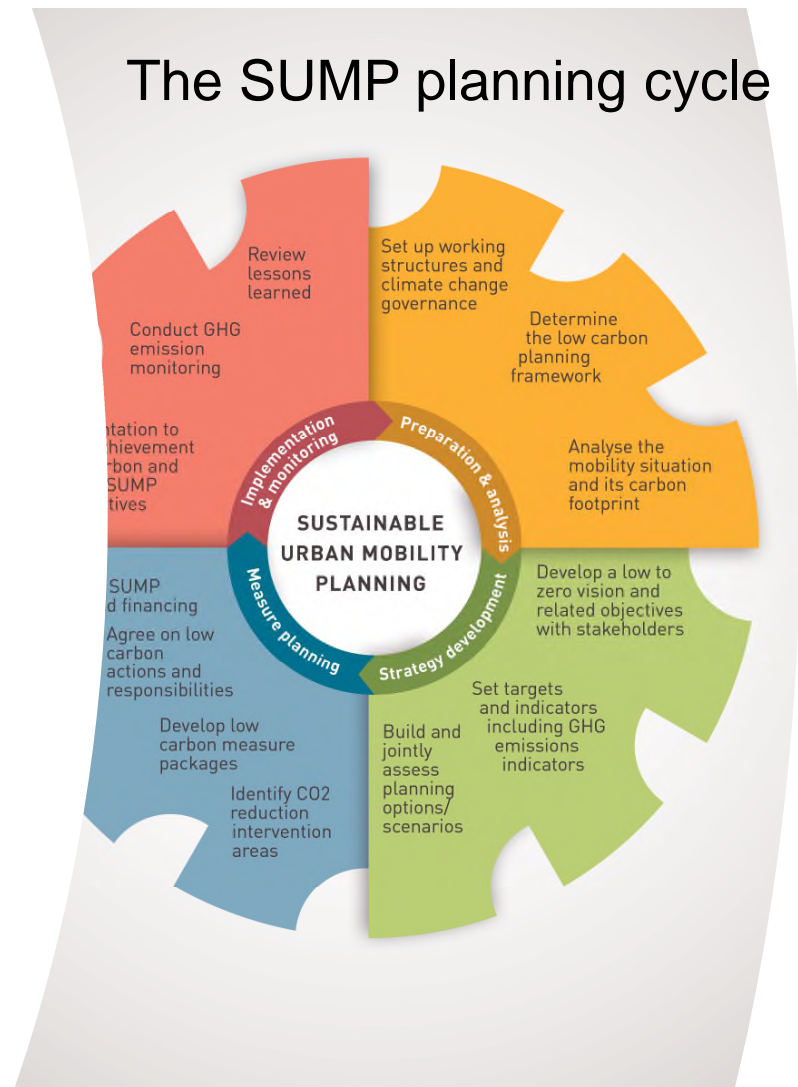 The SUMP planning cycle
Set up working
structures and
climate change
governance
Determine
the low carbon
planning
framework
Analyse the
mobility situation
and its carbon
footprint
Develop a low to
zero vision and
related objectives
with stakeholders
Set targets
and indicators
including GHG
emissions
indicators
Build and
jointly
assess
planning
options/
scenarios
Identify CO2
reduction
intervention
areas
Develop low
carbon measure
packages
Agree on low
carbon
actions and
responsibilities
SUMP
financing
to
and
SUMP
Conduct GHG
emission
monitoring
Review
lessons
learned
Preparation & analysis
Strategy development
Measure planning
Implementation
& monitoring
SUSTAINABLE
URBAN MOBILITY
PLANNING